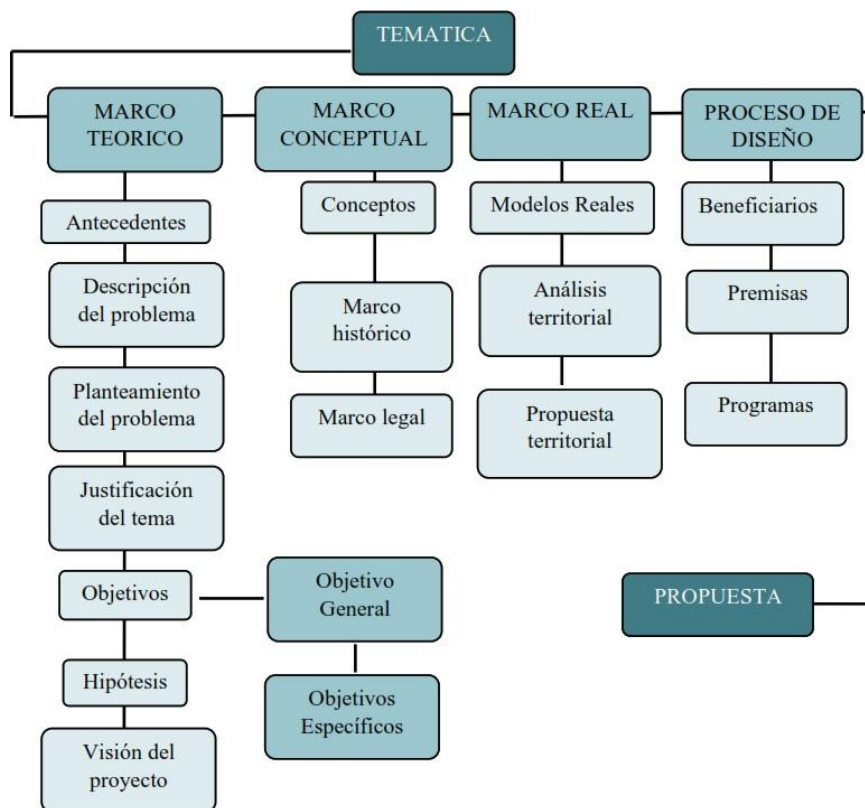 TEMATICA
MARCO
TEORICO
MARCO
CONCEPTUAL
MARCO REAL
PROCESO DE
DISEÑO
Antecedentes
Descripción
del problema
Planteamiento
del problema
Justificación
del tema
Objetivos
Hipótesis
Visión del
proyecto
Objetivo
General
Objetivos
Específicos
Conceptos
Marco
histórico
Marco legal
Modelos Reales
Análisis
territorial
Propuesta
territorial
Beneficiarios
Premisas
Programas
PROPUESTA